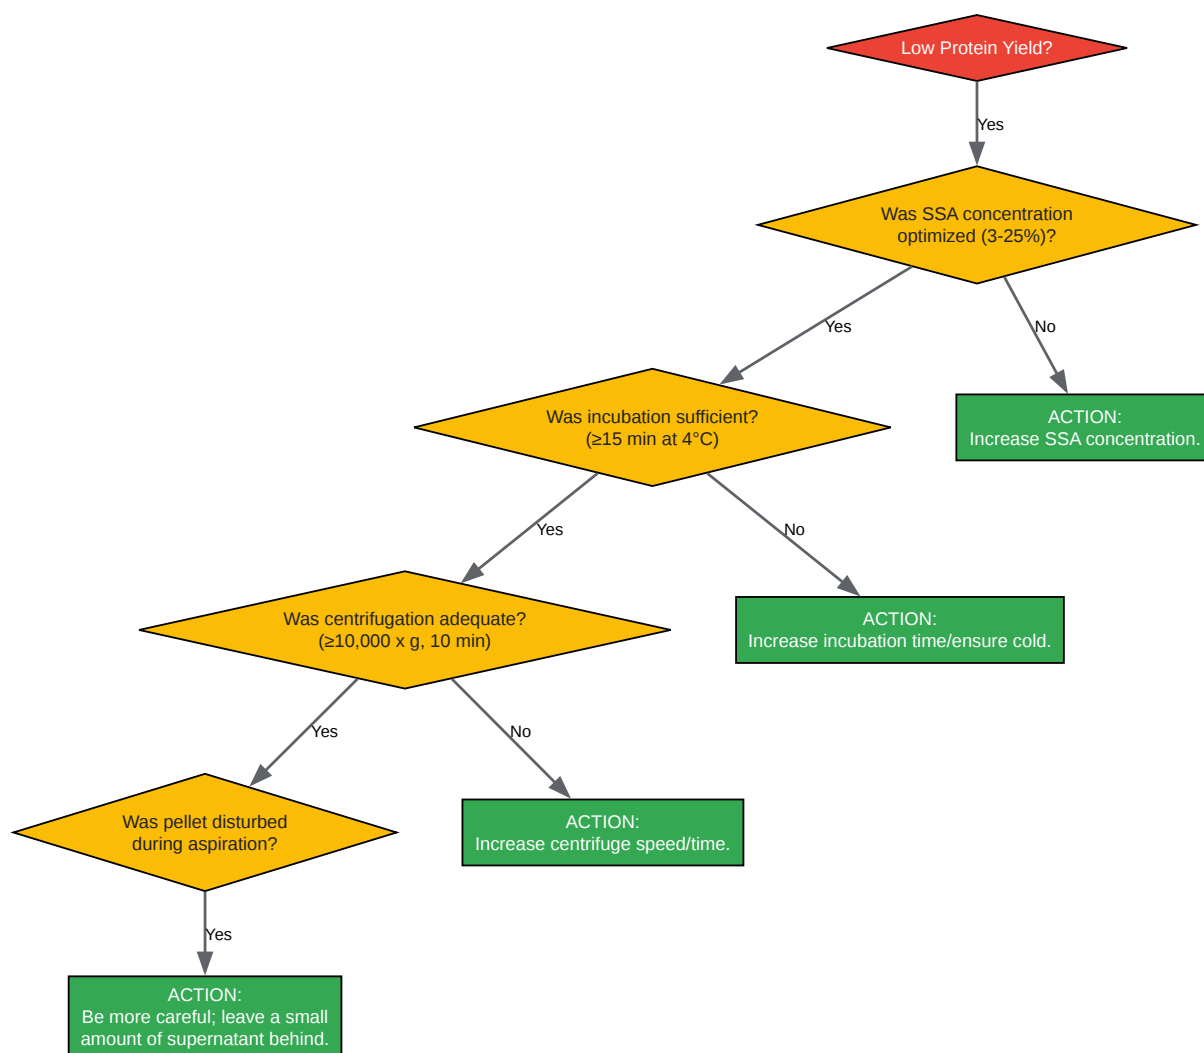 Low Protein Yield?
Yes
Was SSA concentration
optimized (3-25%)?
Yes
No
ACTION:
Increase SSA concentration.
Was incubation sufficient?
(≥15 min at 4°C)
Yes
No
ACTION:
Increase incubation time/ensure cold.
Was centrifugation adequate?
(≥10,000 x g, 10 min)
Yes
No
ACTION:
Increase centrifuge speed/time.
Was pellet disturbed
during aspiration?
Yes
ACTION:
Be more careful; leave a small
amount of supernatant behind.